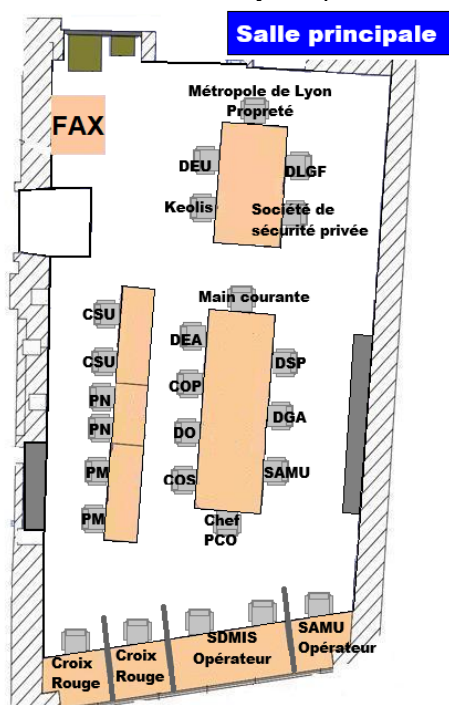 Salle principale
Métropole de Lyon
Propreté
FAX
DEU
DLGF
Keolis
Société de
sécurité privée
Main courante
CSU
DEA
CSU
DSP
COP
PN
DGA
PN
DO
PM
SAMU
COS
PM
Chef
PCO
Croix
Rouge
Croix
Rouge
SDMIS
Opérateur
SAMU
Opérateur